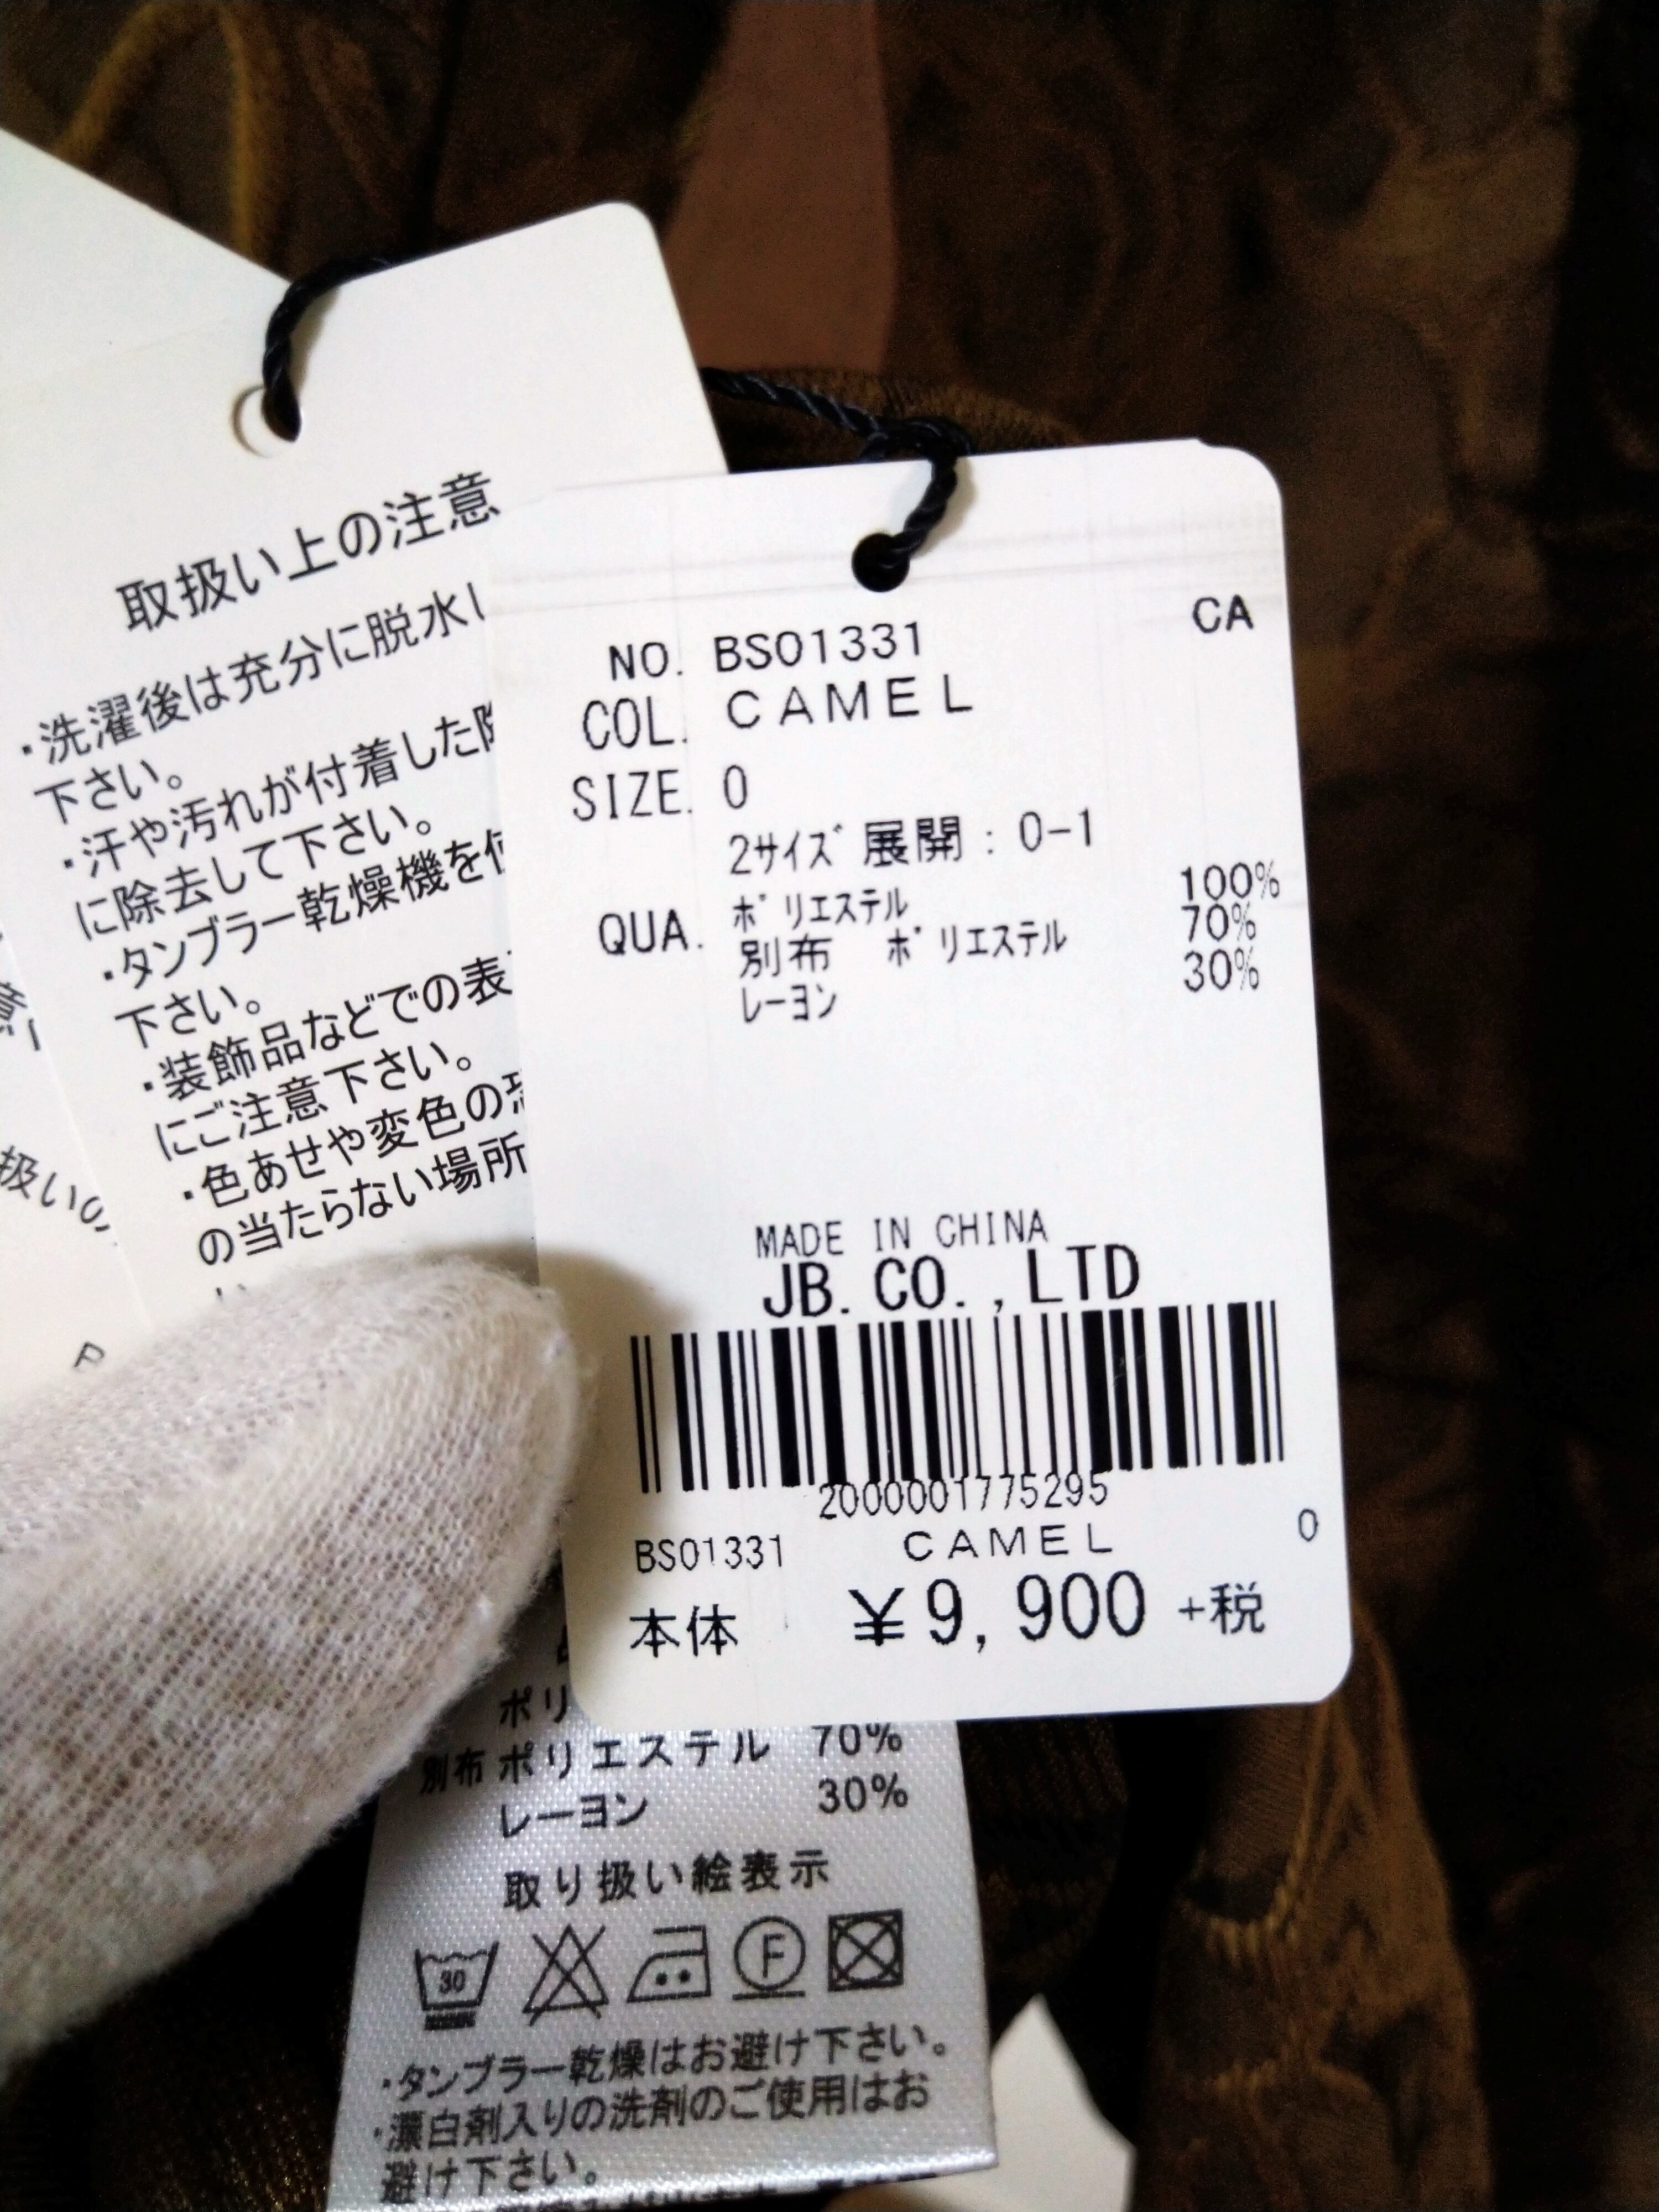 取扱い上の注意
・洗濯後は充分に脱水し
下さい。
・汗や汚れが付着した際
に除去して下さい。
・タンブラー乾燥機を使
下さい。
・装飾品などでの表
にご注意下さい。
・色あせや変色の恐
の当たらない場所
扱いの
P
CA
NO. BS01331
COL. CAMEL
SIZE. 0
2サイズ展開：0-1
QUA. ポリエステル 100%
別布 ポリエステル 70%
レーヨン 30%
MADE IN CHINA
JB. CO. , LTD
2000001775295
BS01331 CAMEL 0
本体 ￥9,900 +税
ポリ
別布 ポリエステル 70%
レーヨン 30%
取り扱い絵表示
30 F
・タンブラー乾燥はお避け下さい。
・漂白剤入りの洗剤のご使用はお
避け下さい。